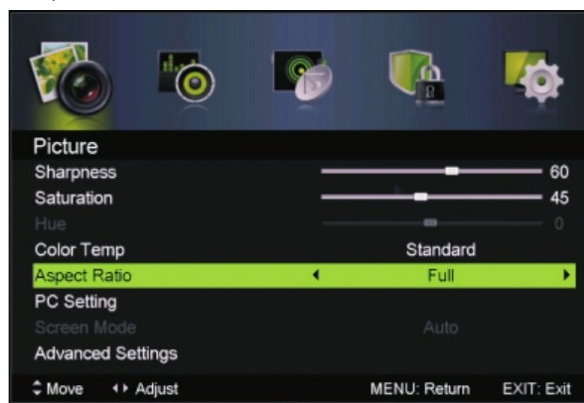 Picture
Sharpness 60
Saturation 45
Hue 0
Color Temp Standard
Aspect Ratio Full
PC Setting
Screen Mode Auto
Advanced Settings
Move Adjust MENU: Return EXIT: Exit